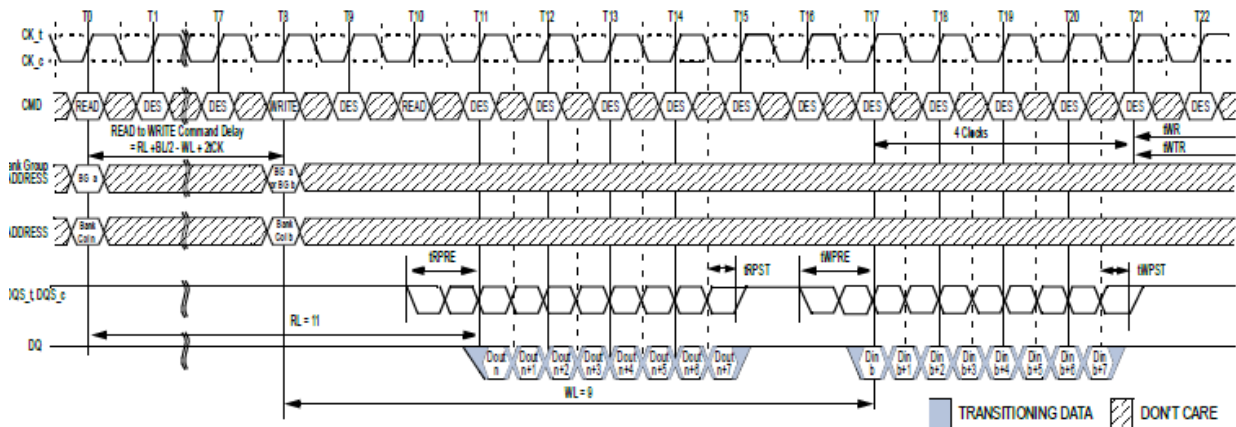 T0 T1 T7 T8 T9 T10 T11 T12 T13 T14 T15 T16 T17 T18 T19 T20 T21 T22
CK_t
CK_c
CMD READ DES DES WRITE DES READ DES DES DES DES DES DES DES DES DES DES DES DES
READ to WRITE Command Delay
= RL +BL/2 - WL + 2tCK
4 Clocks
tWR
tWTR
ank Group
DDRESS
BG a
BG a
or BG b
DDRESS
Bank
Col n
Bank
Col b
tRPRE tRPST tWPRE tWPST
QS_t DQS_c
RL = 11
DQ
Dout Dout Dout Dout Dout Dout Dout Dout Din Din Din Din Din Din Din Din
n n+1 n+2 n+3 n+4 n+5 n+6 n+7 b b+1 b+2 b+3 b+4 b+5 b+6 b+7
WL = 9
TRANSITIONING DATA DON'T CARE